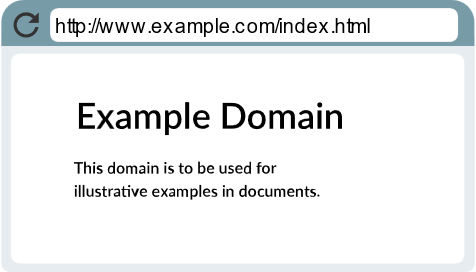 http://www.example.com/index.html
Example Domain
This domain is to be used for
illustrative examples in documents.